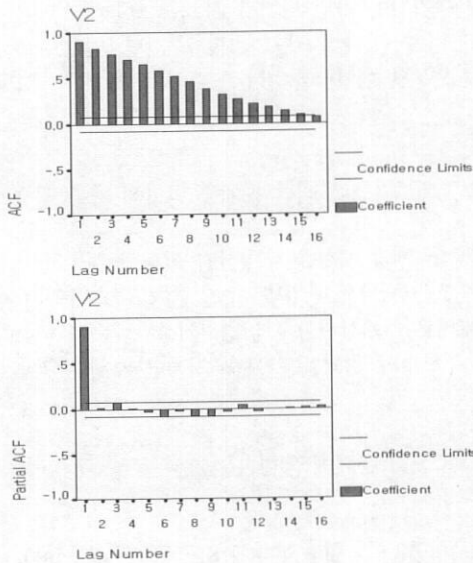 V2
1.0
.5
0.0
-.5
-1.0
ACF
1 3 5 7 9 11 13 15
2 4 6 8 10 12 14 16
Lag Number
Confidence Limits
Coefficient
V2
1.0
.5
0.0
-.5
-1.0
Partial ACF
1 3 5 7 9 11 13 15
2 4 6 8 10 12 14 16
Lag Number
Confidence Limits
Coefficient